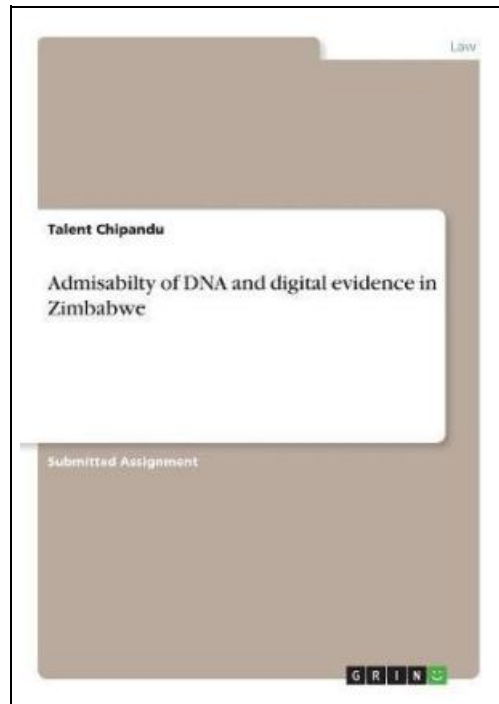 Law
Talent Chipandu
Admisabilty of DNA and digital evidence in
Zimbabwe
Submitted Assignment
GRIN